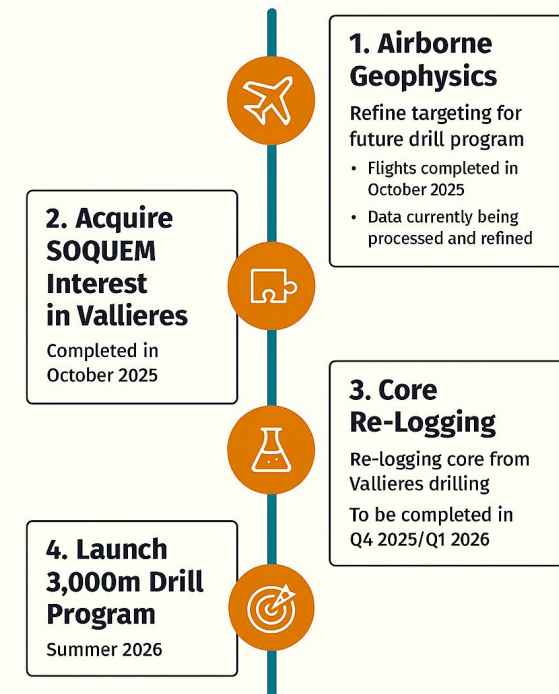 1. Airborne
Geophysics
Refine targeting for
future drill program
• Flights completed in
October 2025
• Data currently being
processed and refined
2. Acquire
SOQUEM
Interest
in Vallieres
Completed in
October 2025
3. Core
Re-Logging
Re-logging core from
Vallieres drilling
To be completed in
Q4 2025/Q1 2026
4. Launch
3,000m Drill
Program
Summer 2026